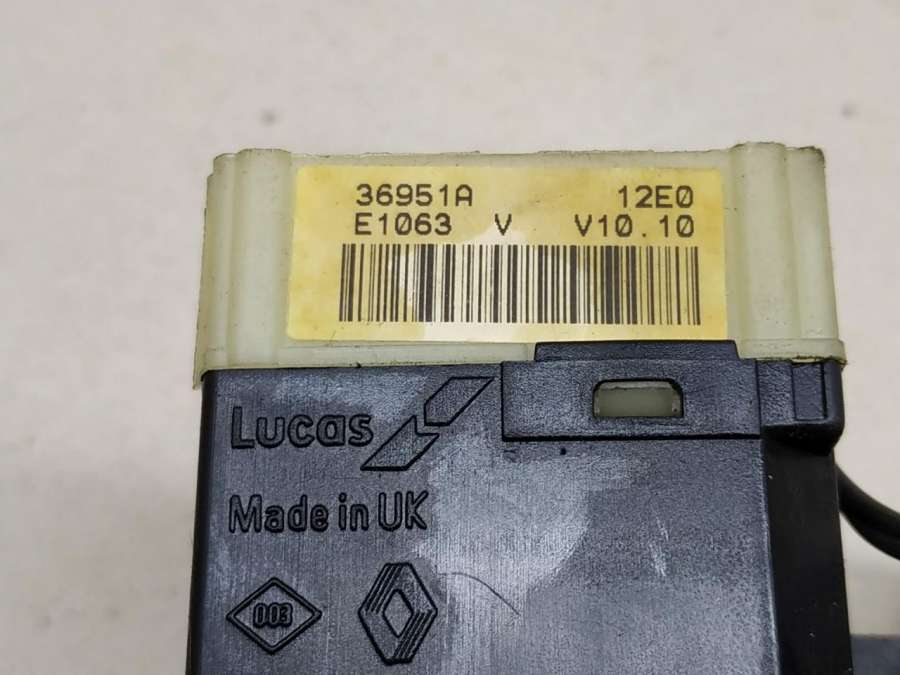 36951A 12E0
E1063 V V10.10
Lucas
Made in UK
003